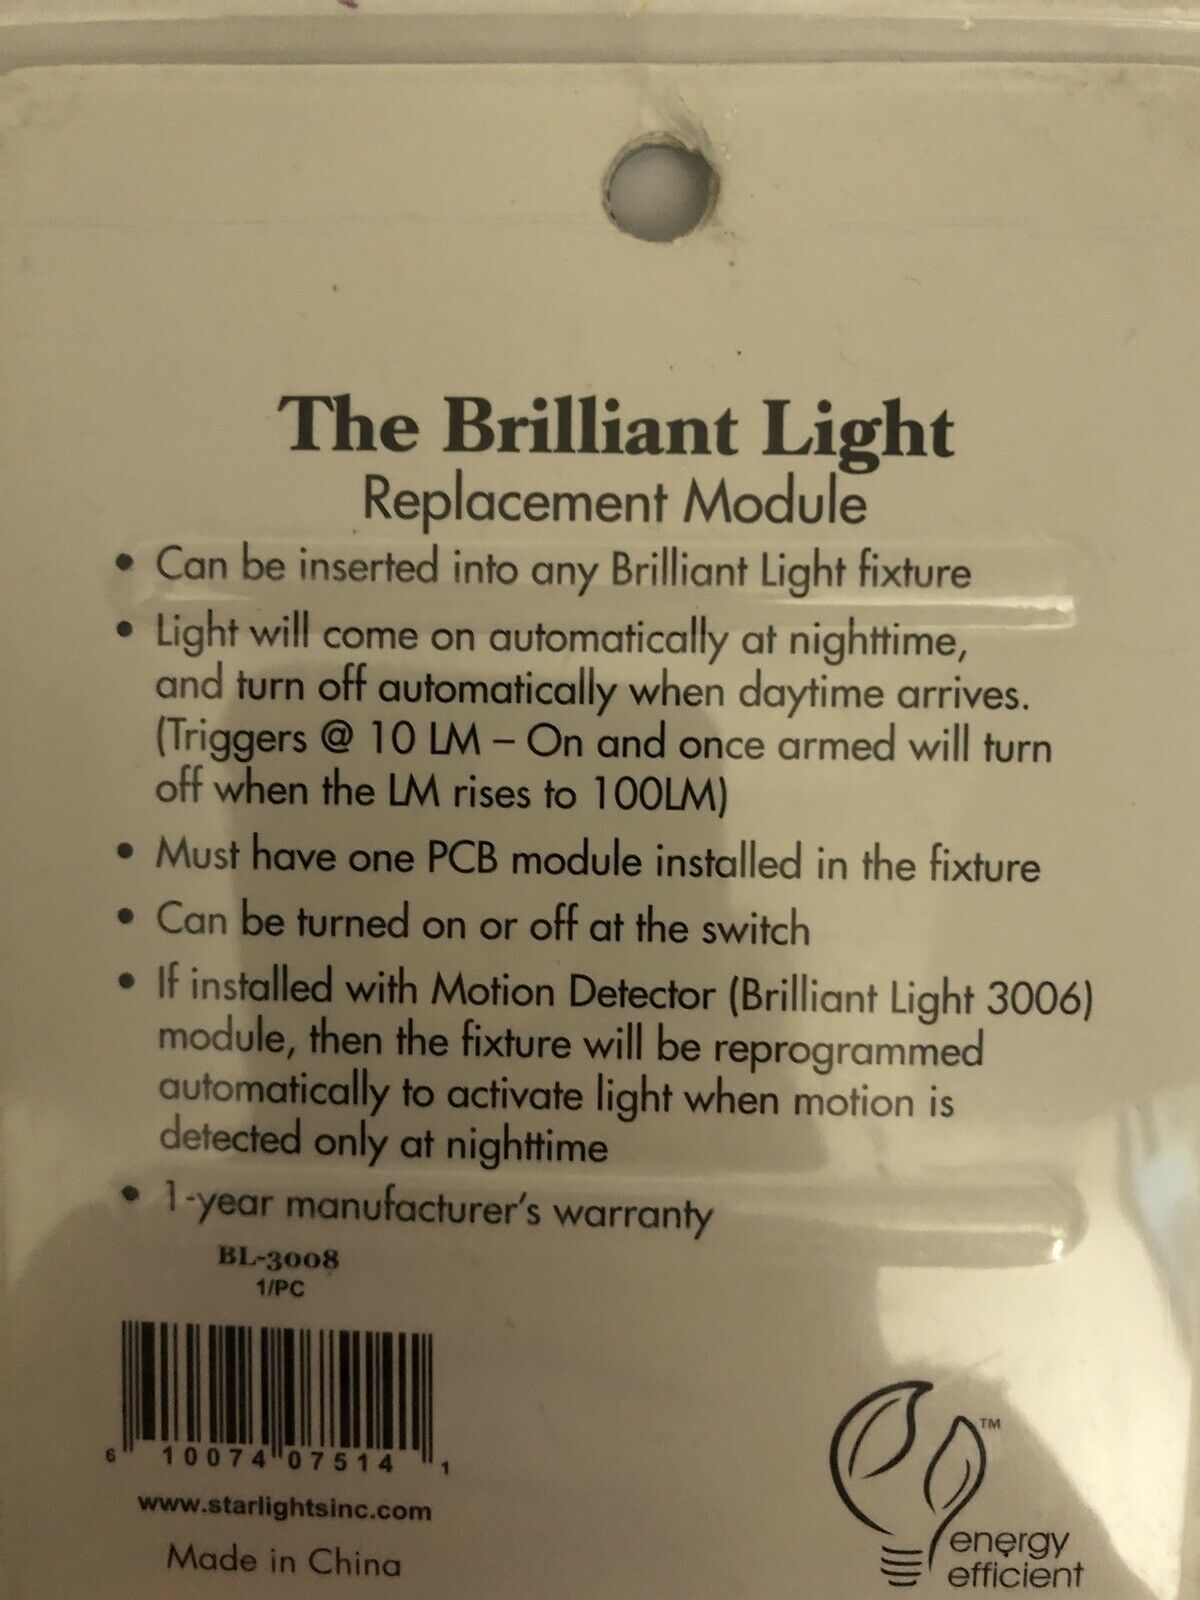 The Brilliant Light
Replacement Module
• Can be inserted into any Brilliant Light fixture
• Light will come on automatically at nighttime,
and turn off automatically when daytime arrives.
(Triggers @ 10 LM – On and once armed will turn
off when the LM rises to 100LM)
• Must have one PCB module installed in the fixture
• Can be turned on or off at the switch
• If installed with Motion Detector (Brilliant Light 3006)
module, then the fixture will be reprogrammed
automatically to activate light when motion is
detected only at nighttime
• 1-year manufacturer's warranty
BL-3008
1/PC
6 10074 07514 1
www.starlightsinc.com
Made in China
TM
energy
efficient